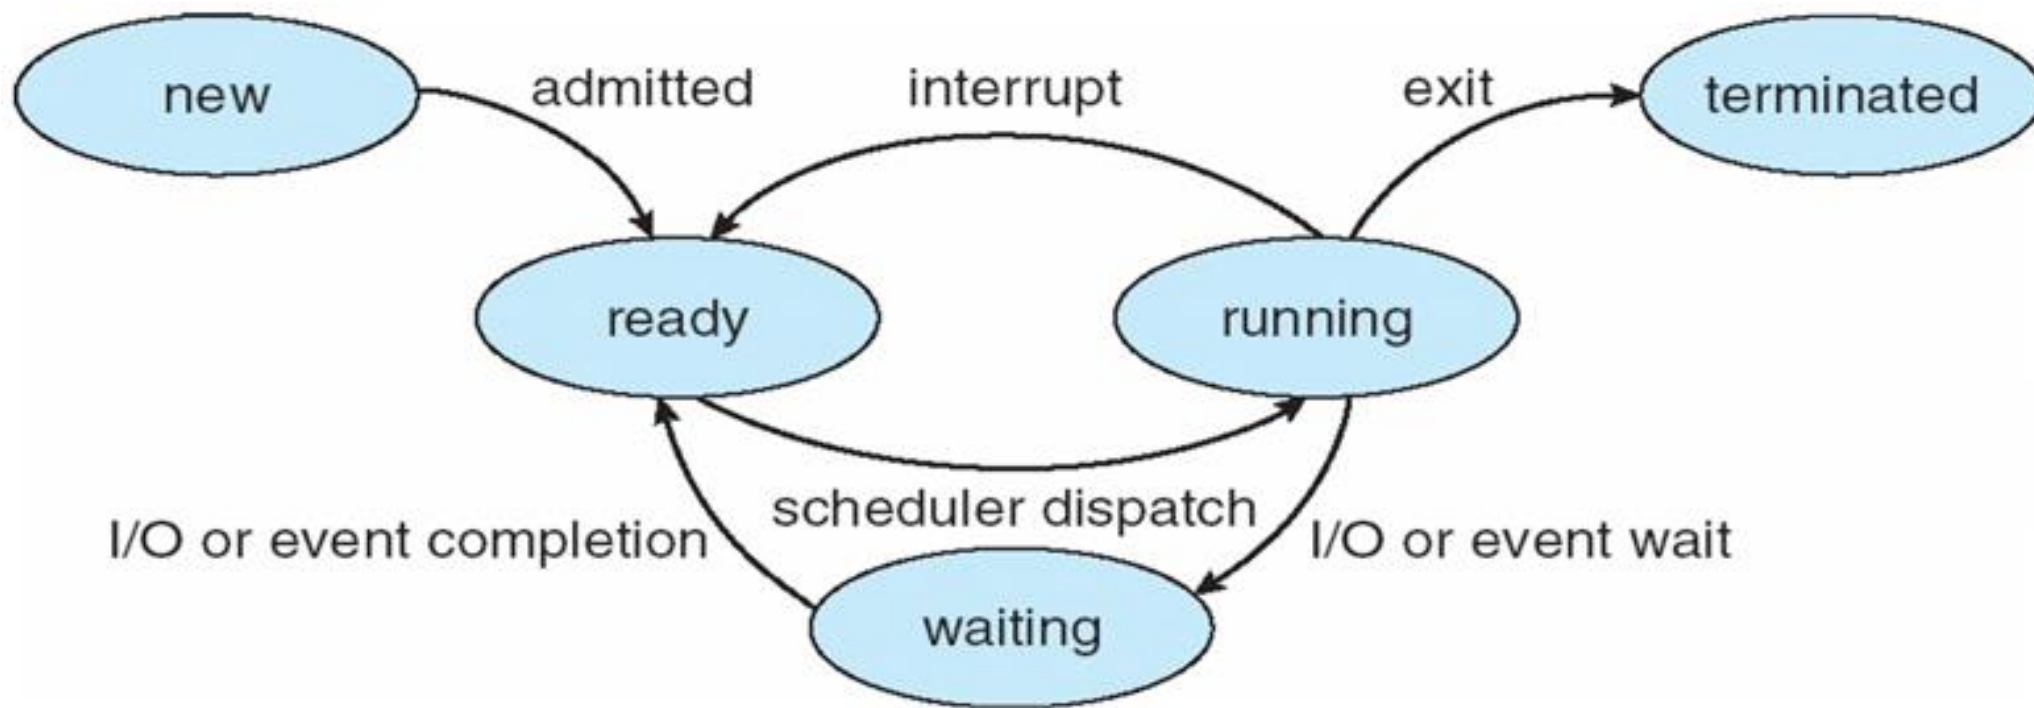 new
admitted
interrupt
exit
terminated
ready
running
scheduler dispatch
I/O or event completion
I/O or event wait
waiting